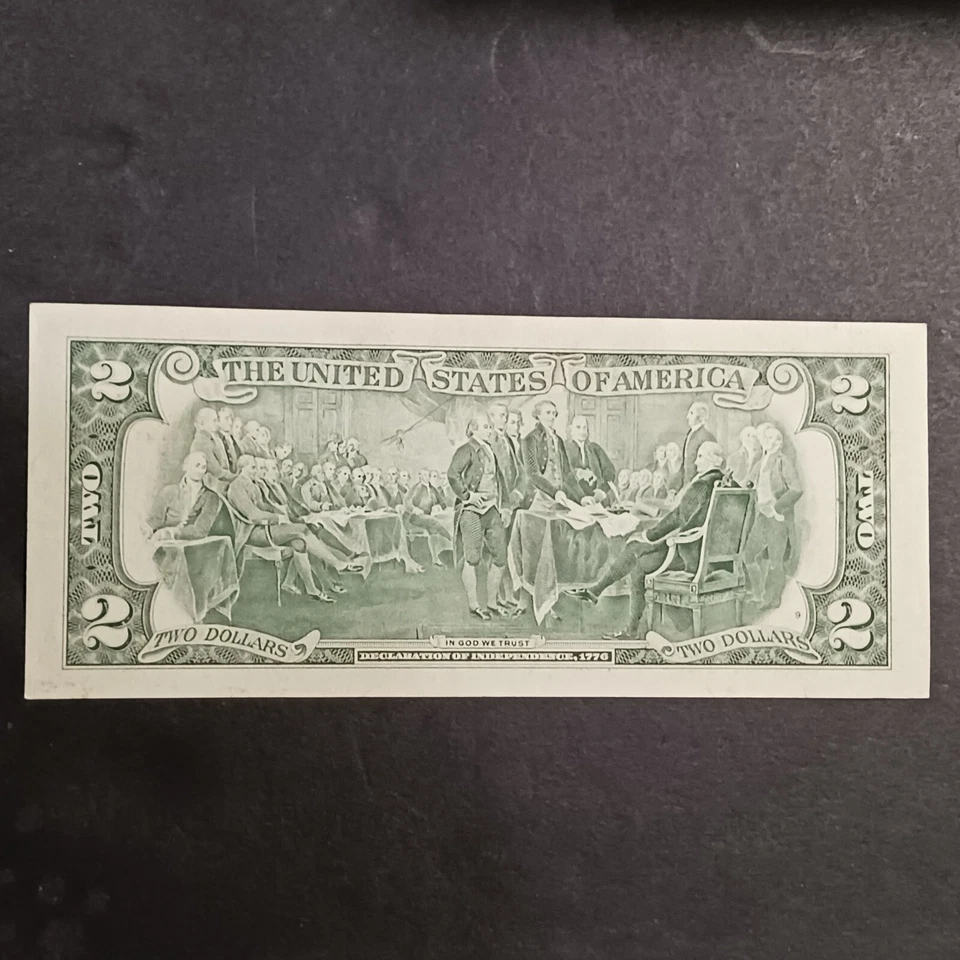 THE UNITED STATES OF AMERICA
2
2
TWO
TWO
2
2
TWO DOLLARS
IN GOD WE TRUST
TWO DOLLARS
9
DECLARATION OF INDEPENDENCE, 1776